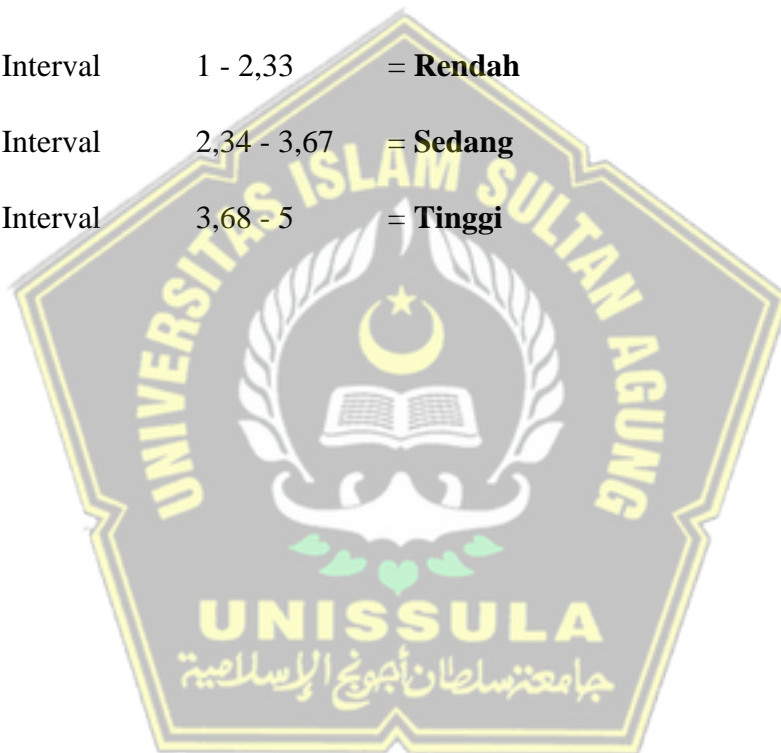 Interval 1 - 2,33 = Rendah
Interval 2,34 - 3,67 = Sedang
Interval 3,68 - 5 = Tinggi
UNIVERSITAS ISLAM SULTAN AGUNG
UNISSULA
جامعة سلطان أجونج الإسلامية